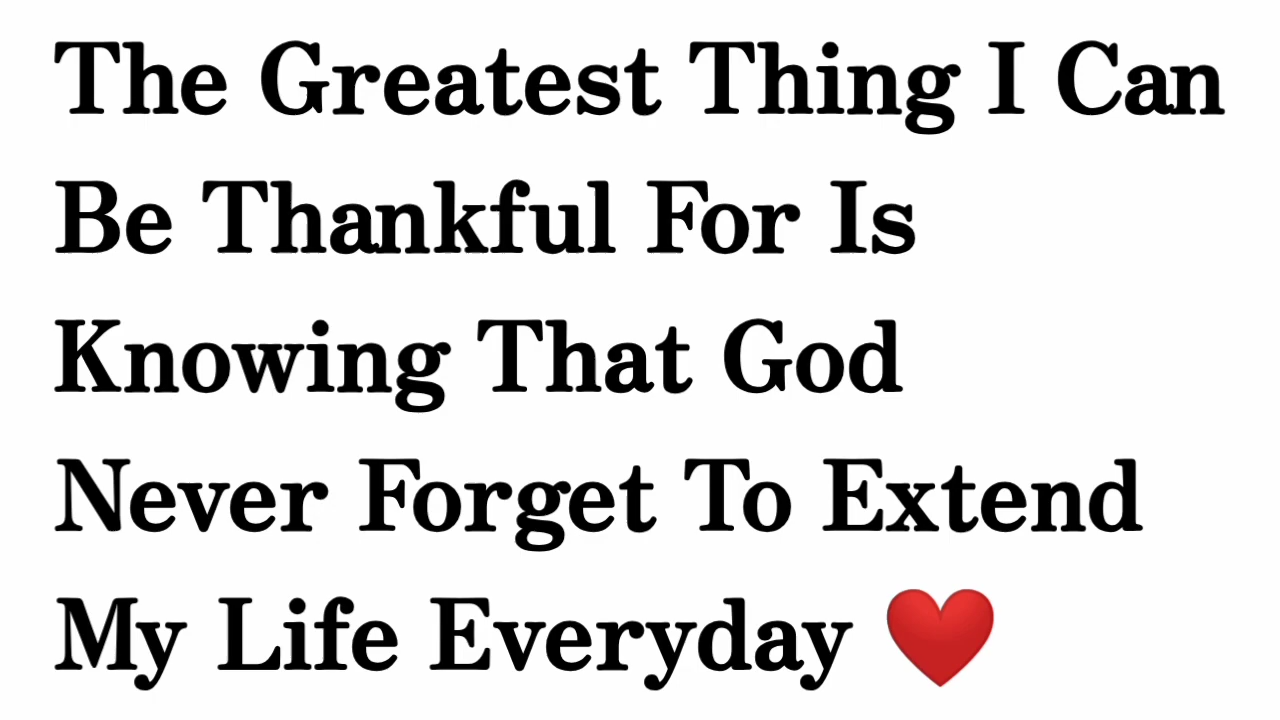 The Greatest Thing I Can
Be Thankful For Is
Knowing That God
Never Forget To Extend
My Life Everyday ❤️